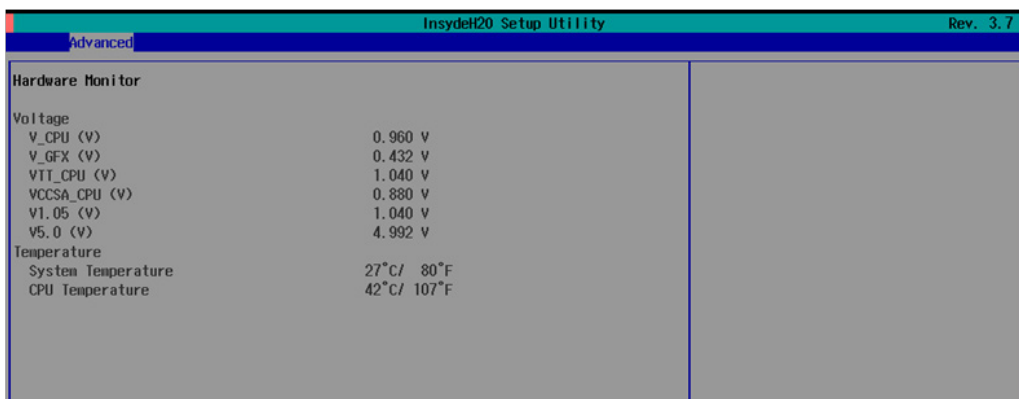 InsydeH20 Setup Utility Rev. 3.7
Advanced
Hardware Monitor
Voltage
V_CPU (V) 0.960 V
V_GFX (V) 0.432 V
VTT_CPU (V) 1.040 V
VCCSA_CPU (V) 0.880 V
V1.05 (V) 1.040 V
V5.0 (V) 4.992 V
Temperature
System Temperature 27°C/ 80°F
CPU Temperature 42°C/ 107°F